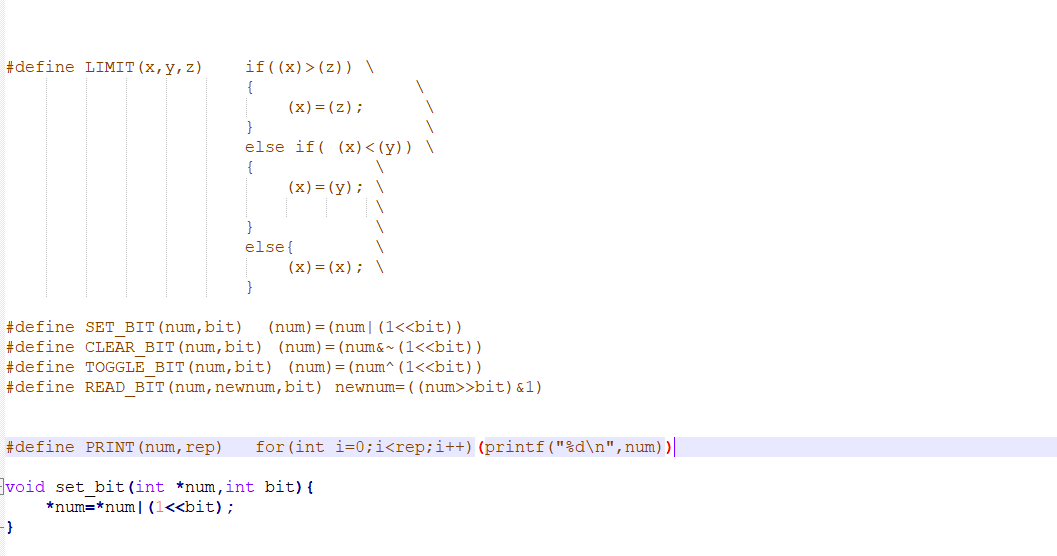 #define LIMIT(x,y,z)    if((x)>(z)) \
{                \
(x)=(z);      \
}                 \
else if( (x)<(y)) \
{            \
(x)=(y); \
\
}            \
else{        \
(x)=(x); \
}
#define SET_BIT(num,bit)  (num)=(num|(1<<bit))
#define CLEAR_BIT(num,bit) (num)=(num&~(1<<bit))
#define TOGGLE_BIT(num,bit) (num)=(num^(1<<bit))
#define READ_BIT(num,newnum,bit) newnum=((num>>bit)&1)
#define PRINT(num,rep)   for(int i=0;i<rep;i++)(printf("%d\n",num))
void set_bit(int *num,int bit){
*num=*num|(1<<bit);
}